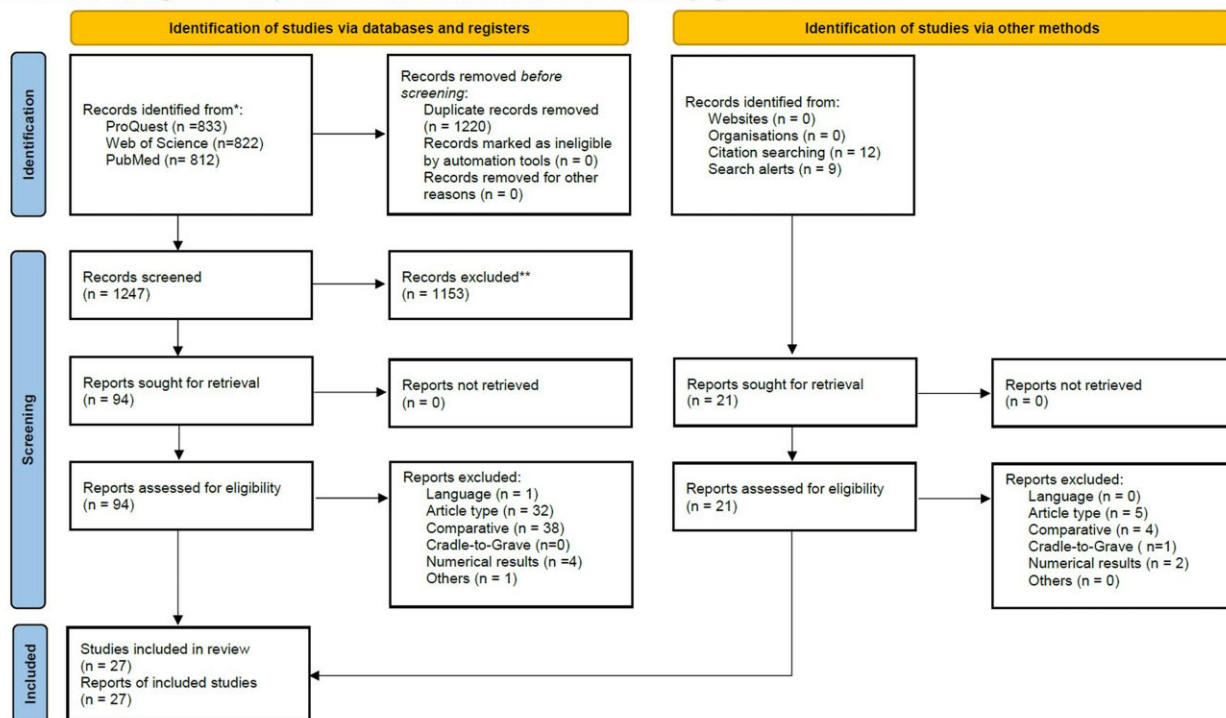 Identification of studies via databases and registers
Identification of studies via other methods
Identification
Records identified from*:
ProQuest (n =833)
Web of Science (n=822)
PubMed (n= 812)
Records removed before
screening:
Duplicate records removed
(n = 1220)
Records marked as ineligible
by automation tools (n = 0)
Records removed for other
reasons (n = 0)
Records identified from:
Websites (n = 0)
Organisations (n = 0)
Citation searching (n = 12)
Search alerts (n = 9)
Screening
Records screened
(n = 1247)
Records excluded**
(n = 1153)
Reports sought for retrieval
(n = 94)
Reports not retrieved
(n = 0)
Reports sought for retrieval
(n = 21)
Reports not retrieved
(n = 0)
Reports assessed for eligibility
(n = 94)
Reports excluded:
Language (n = 1)
Article type (n = 32)
Comparative (n = 38)
Cradle-to-Grave (n=0)
Numerical results (n =4)
Others (n = 1)
Reports assessed for eligibility
(n = 21)
Reports excluded:
Language (n = 0)
Article type (n = 5)
Comparative (n = 4)
Cradle-to-Grave ( n=1)
Numerical results (n = 2)
Others (n = 0)
Included
Studies included in review
(n = 27)
Reports of included studies
(n = 27)